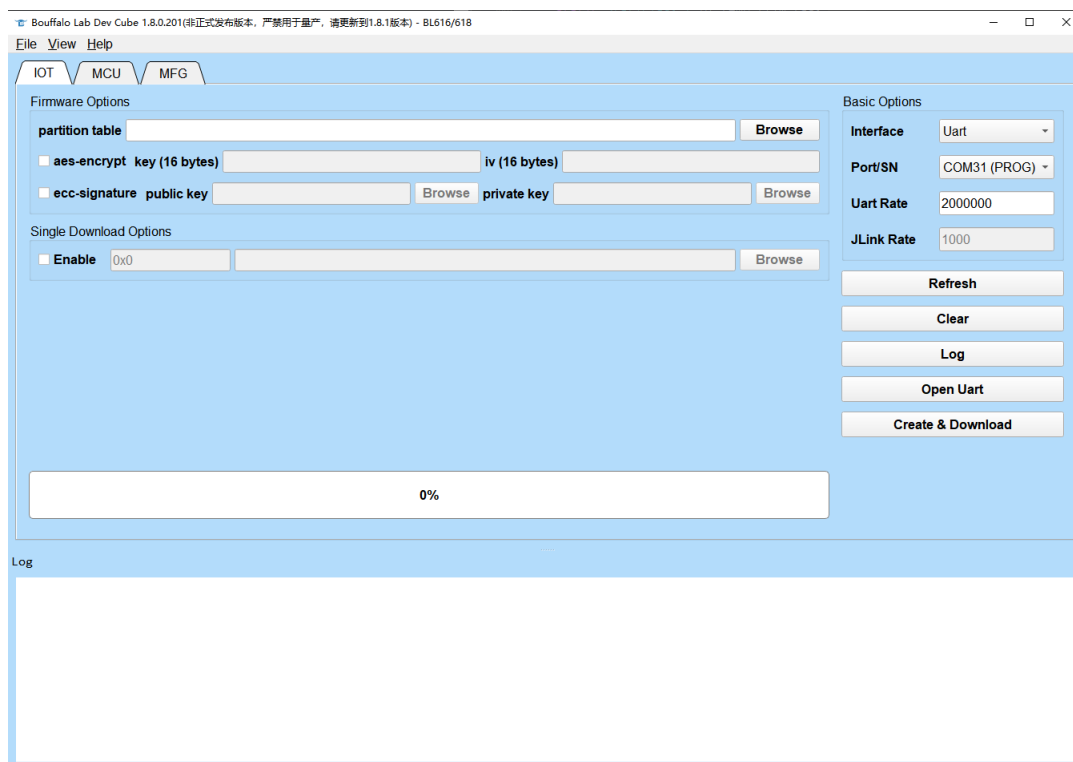 Bouffalo Lab Dev Cube 1.8.0.201(非正式发布版本，严禁用于量产，请更新到1.8.1版本) - BL616/618
File View Help
IOT MCU MFG
Firmware Options
partition table Browse
aes-encrypt key (16 bytes) iv (16 bytes)
ecc-signature public key Browse private key Browse
Single Download Options
Enable 0x0 Browse
Basic Options
Interface Uart
Port/SN COM31 (PROG)
Uart Rate 2000000
JLink Rate 1000
Refresh
Clear
Log
Open Uart
Create & Download
0%
Log